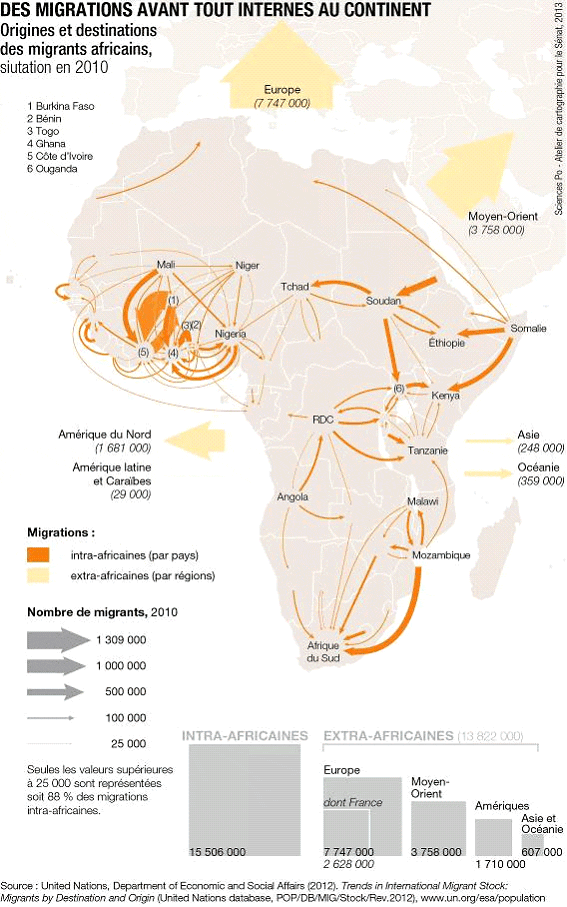 DES MIGRATIONS AVANT TOUT INTERNES AU CONTINENT
Origines et destinations
des migrants africains,
siutation en 2010
Sciences Po - Atelier de cartographie pour le Sénat, 2013
1 Burkina Faso
2 Bénin
3 Togo
4 Ghana
5 Côte d'Ivoire
6 Ouganda
Europe
(7 747 000)
Moyen-Orient
(3 758 000)
Mali
Niger
Tchad
Soudan
(1)
(3)(2)
Nigeria
(5)
(4)
Éthiopie
Somalie
(6)
Kenya
RDC
Tanzanie
Amérique du Nord
(1 681 000)
Amérique latine
et Caraïbes
(29 000)
Asie
(248 000)
Océanie
(359 000)
Angola
Malawi
Mozambique
Afrique
du Sud
Migrations :
intra-africaines (par pays)
extra-africaines (par régions)
Nombre de migrants, 2010
1 309 000
1 000 000
500 000
100 000
25 000
Seules les valeurs supérieures
à 25 000 sont représentées
soit 88 % des migrations
intra-africaines.
INTRA-AFRICAINES
15 506 000
EXTRA-AFRICAINES (13 822 000)
Europe
dont France
7 747 000
2 628 000
Moyen-
Orient
3 758 000
Amériques
1 710 000
Asie et
Océanie
607 000
Source : United Nations, Department of Economic and Social Affairs (2012). Trends in International Migrant Stock:
Migrants by Destination and Origin (United Nations database, POP/DB/MIG/Stock/Rev.2012), www.un.org/esa/population